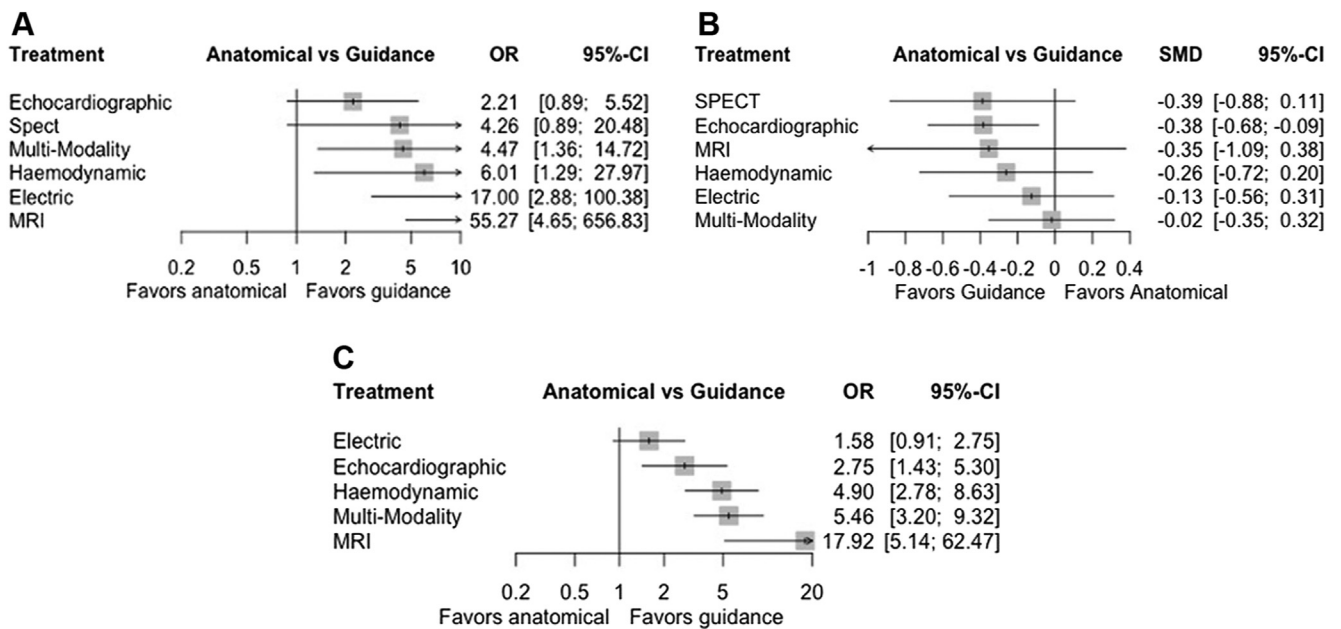 A
Treatment Anatomical vs Guidance OR 95%-CI
Echocardiographic 2.21 [0.89; 5.52]
Spect 4.26 [0.89; 20.48]
Multi-Modality 4.47 [1.36; 14.72]
Haemodynamic 6.01 [1.29; 27.97]
Electric 17.00 [2.88; 100.38]
MRI 55.27 [4.65; 656.83]
0.2 0.5 1 2 5 10
Favors anatomical Favors guidance
B
Treatment Anatomical vs Guidance SMD 95%-CI
SPECT -0.39 [-0.88; 0.11]
Echocardiographic -0.38 [-0.68; -0.09]
MRI -0.35 [-1.09; 0.38]
Haemodynamic -0.26 [-0.72; 0.20]
Electric -0.13 [-0.56; 0.31]
Multi-Modality -0.02 [-0.35; 0.32]
-1 -0.8 -0.6 -0.4 -0.2 0 0.2 0.4
Favors Guidance Favors Anatomical
C
Treatment Anatomical vs Guidance OR 95%-CI
Electric 1.58 [0.91; 2.75]
Echocardiographic 2.75 [1.43; 5.30]
Haemodynamic 4.90 [2.78; 8.63]
Multi-Modality 5.46 [3.20; 9.32]
MRI 17.92 [5.14; 62.47]
0.2 0.5 1 2 5 20
Favors anatomical Favors guidance